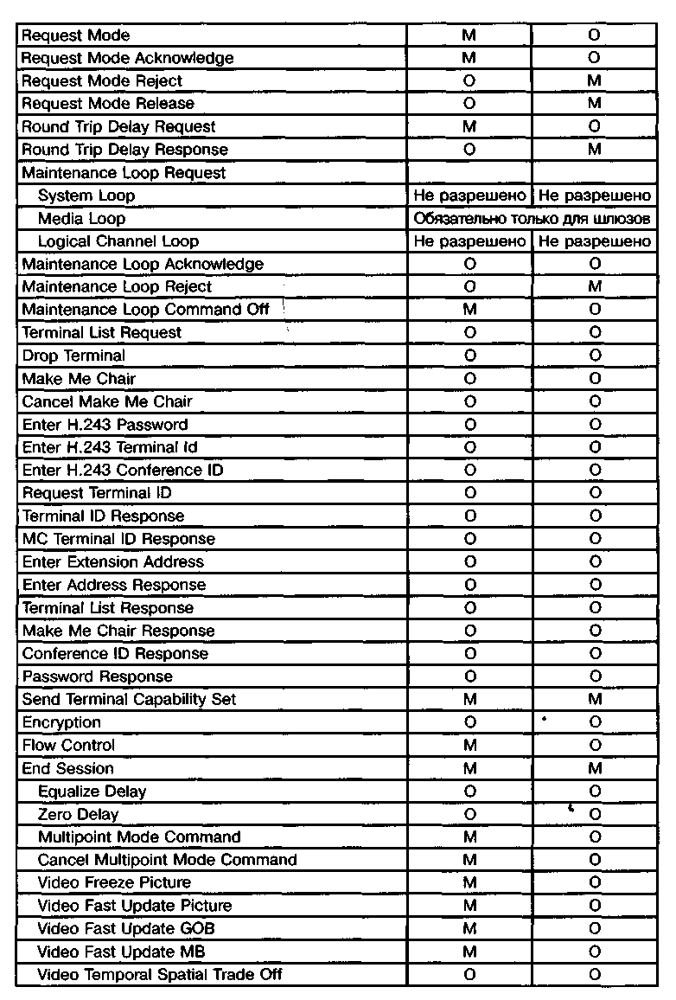 Request Mode M O
Request Mode Acknowledge M O
Request Mode Reject O M
Request Mode Release O M
Round Trip Delay Request M O
Round Trip Delay Response O M
Maintenance Loop Request
System Loop Не разрешено Не разрешено
Media Loop Обязательно только для шлюзов
Logical Channel Loop Не разрешено Не разрешено
Maintenance Loop Acknowledge O O
Maintenance Loop Reject O M
Maintenance Loop Command Off M O
Terminal List Request O O
Drop Terminal O O
Make Me Chair O O
Cancel Make Me Chair O O
Enter H.243 Password O O
Enter H.243 Terminal Id O O
Enter H.243 Conference ID O O
Request Terminal ID O O
Terminal ID Response O O
MC Terminal ID Response O O
Enter Extension Address O O
Enter Address Response O O
Terminal List Response O O
Make Me Chair Response O O
Conference ID Response O O
Password Response O O
Send Terminal Capability Set M M
Encryption O O
Flow Control M O
End Session M M
Equalize Delay O O
Zero Delay O O
Multipoint Mode Command M O
Cancel Multipoint Mode Command M O
Video Freeze Picture M O
Video Fast Update Picture M O
Video Fast Update GOB M O
Video Fast Update MB M O
Video Temporal Spatial Trade Off O O